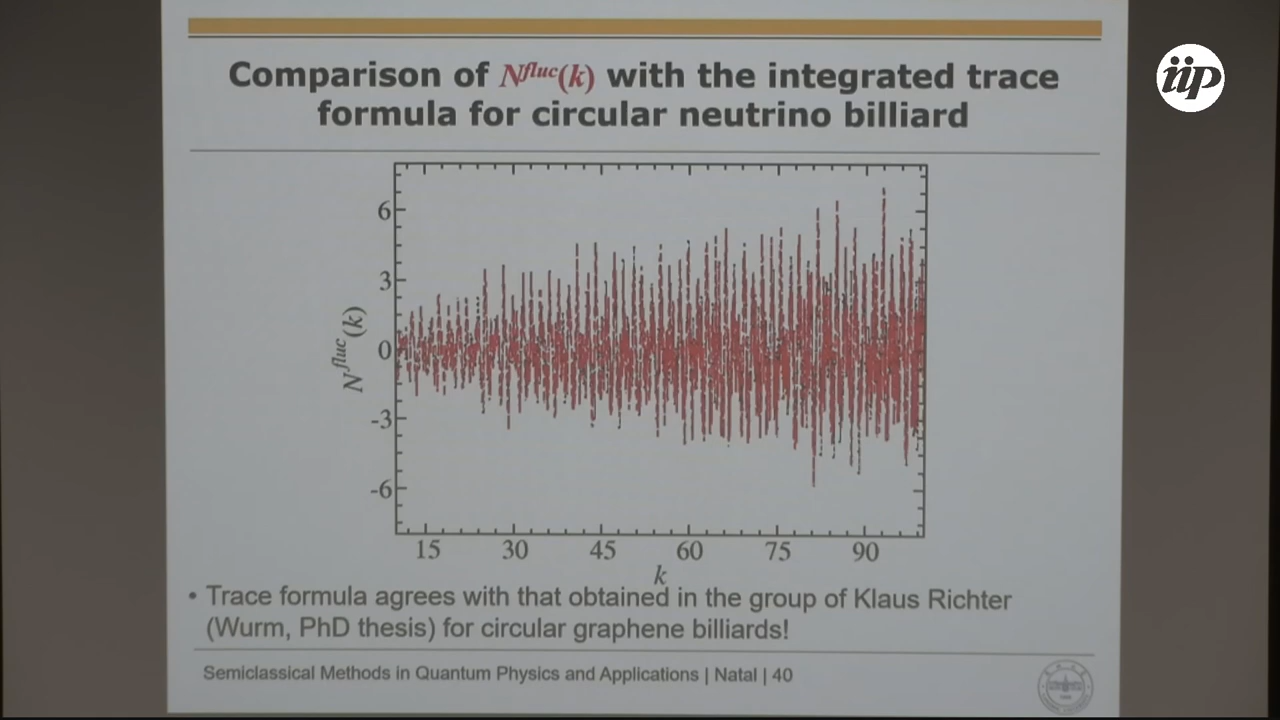 iip
Comparison of N^fluc(k) with the integrated trace
formula for circular neutrino billiard
N^fluc(k)
6
3
0
-3
-6
15 30 45 60 75 90
k
• Trace formula agrees with that obtained in the group of Klaus Richter
(Wurm, PhD thesis) for circular graphene billiards!
Semiclassical Methods in Quantum Physics and Applications | Natal | 40